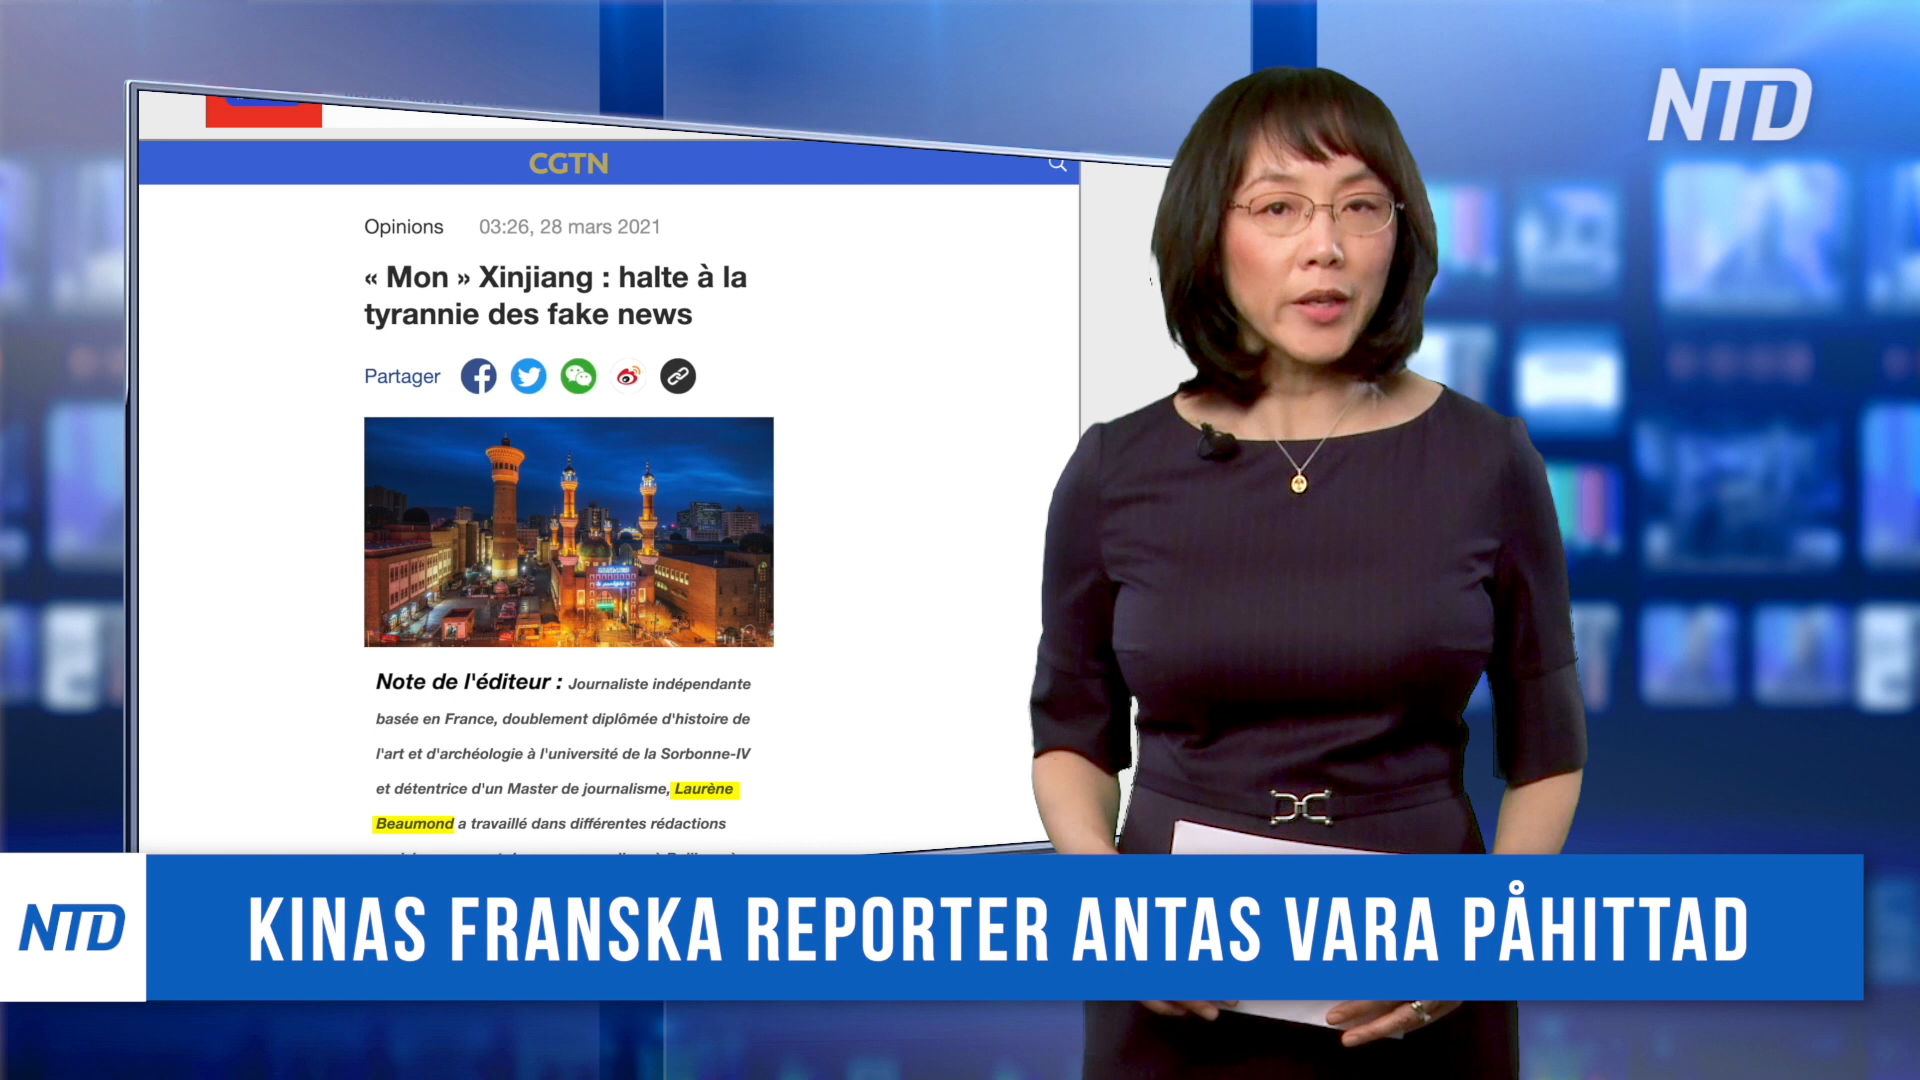 NTD
CGTN
Opinions 03:26, 28 mars 2021
« Mon » Xinjiang : halte à la
tyrannie des fake news
Partager
Note de l'éditeur : Journaliste indépendante
basée en France, doublement diplômée d'histoire de
l'art et d'archéologie à l'université de la Sorbonne-IV
et détentrice d'un Master de journalisme, Laurène
Beaumond a travaillé dans différentes rédactions
NTD
KINAS FRANSKA REPORTER ANTAS VARA PÅHITTAD